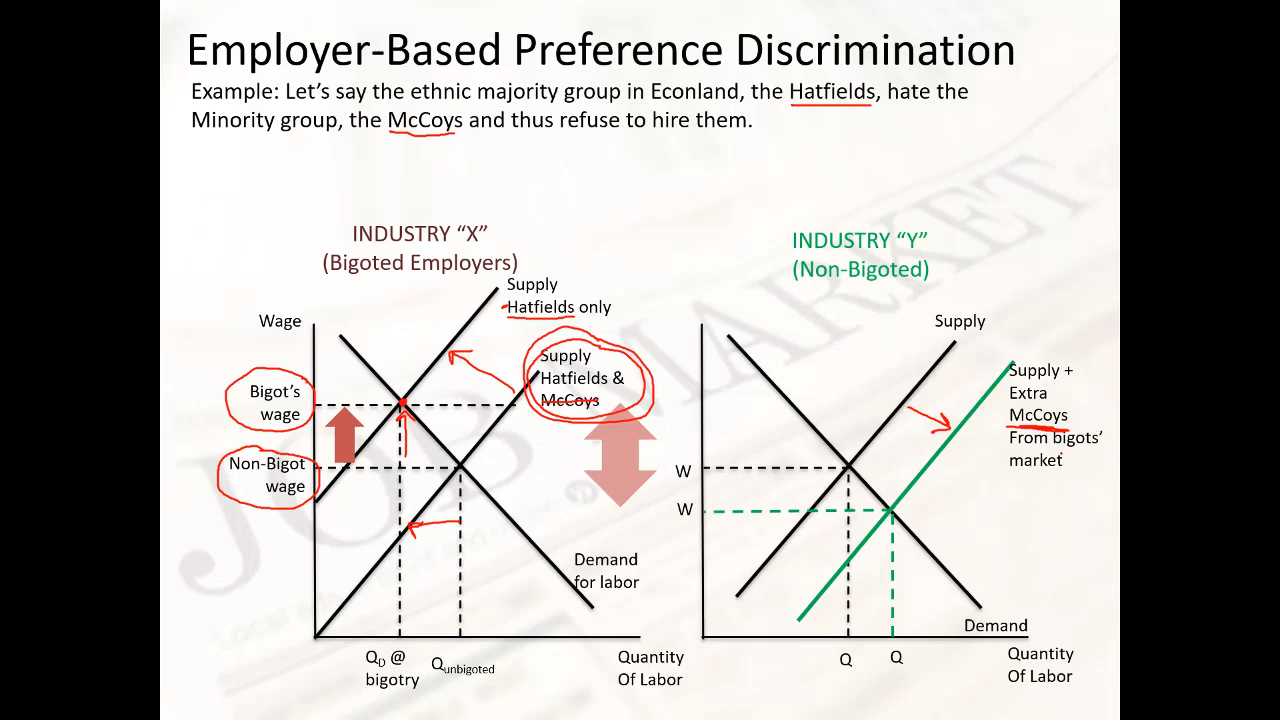 Employer-Based Preference Discrimination
Example: Let's say the ethnic majority group in Econland, the Hatfields, hate the
Minority group, the McCoys and thus refuse to hire them.
INDUSTRY "X"
(Bigoted Employers)
Supply
Hatfields only
Wage
Supply
Hatfields &
McCoys
Bigot's
wage
Non-Bigot
wage
Demand
for labor
QD @
bigotry
Qunbigoted
Quantity
Of Labor
INDUSTRY "Y"
(Non-Bigoted)
Supply
Supply +
Extra
McCoys
From bigots'
market
W
W
Demand
Q
Q
Quantity
Of Labor
JOB MARKET